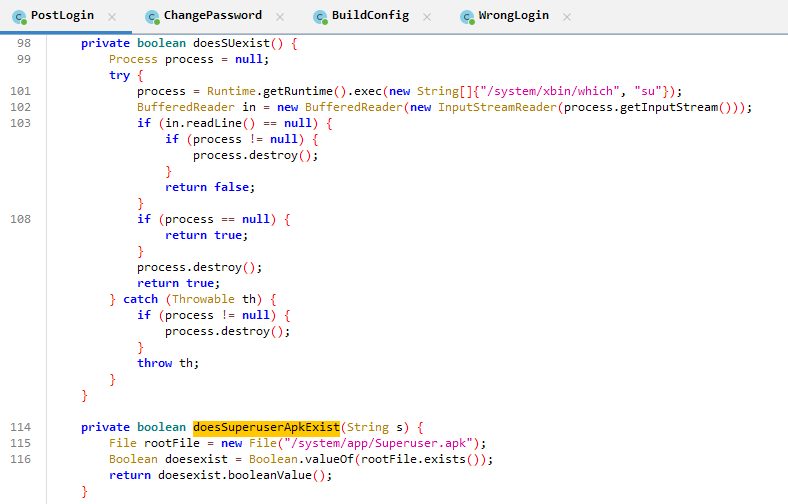 PostLogin ChangePassword BuildConfig WrongLogin
98 private boolean doesSUexist() {
99 Process process = null;
try {
101 process = Runtime.getRuntime().exec(new String[]{"/system/xbin/which", "su"});
102 BufferedReader in = new BufferedReader(new InputStreamReader(process.getInputStream()));
103 if (in.readLine() == null) {
if (process != null) {
process.destroy();
}
return false;
}
108 if (process == null) {
return true;
}
process.destroy();
return true;
} catch (Throwable th) {
if (process != null) {
process.destroy();
}
throw th;
}
}
114 private boolean doesSuperuserApkExist(String s) {
115 File rootFile = new File("/system/app/Superuser.apk");
116 Boolean doesexist = Boolean.valueOf(rootFile.exists());
return doesexist.booleanValue();
}